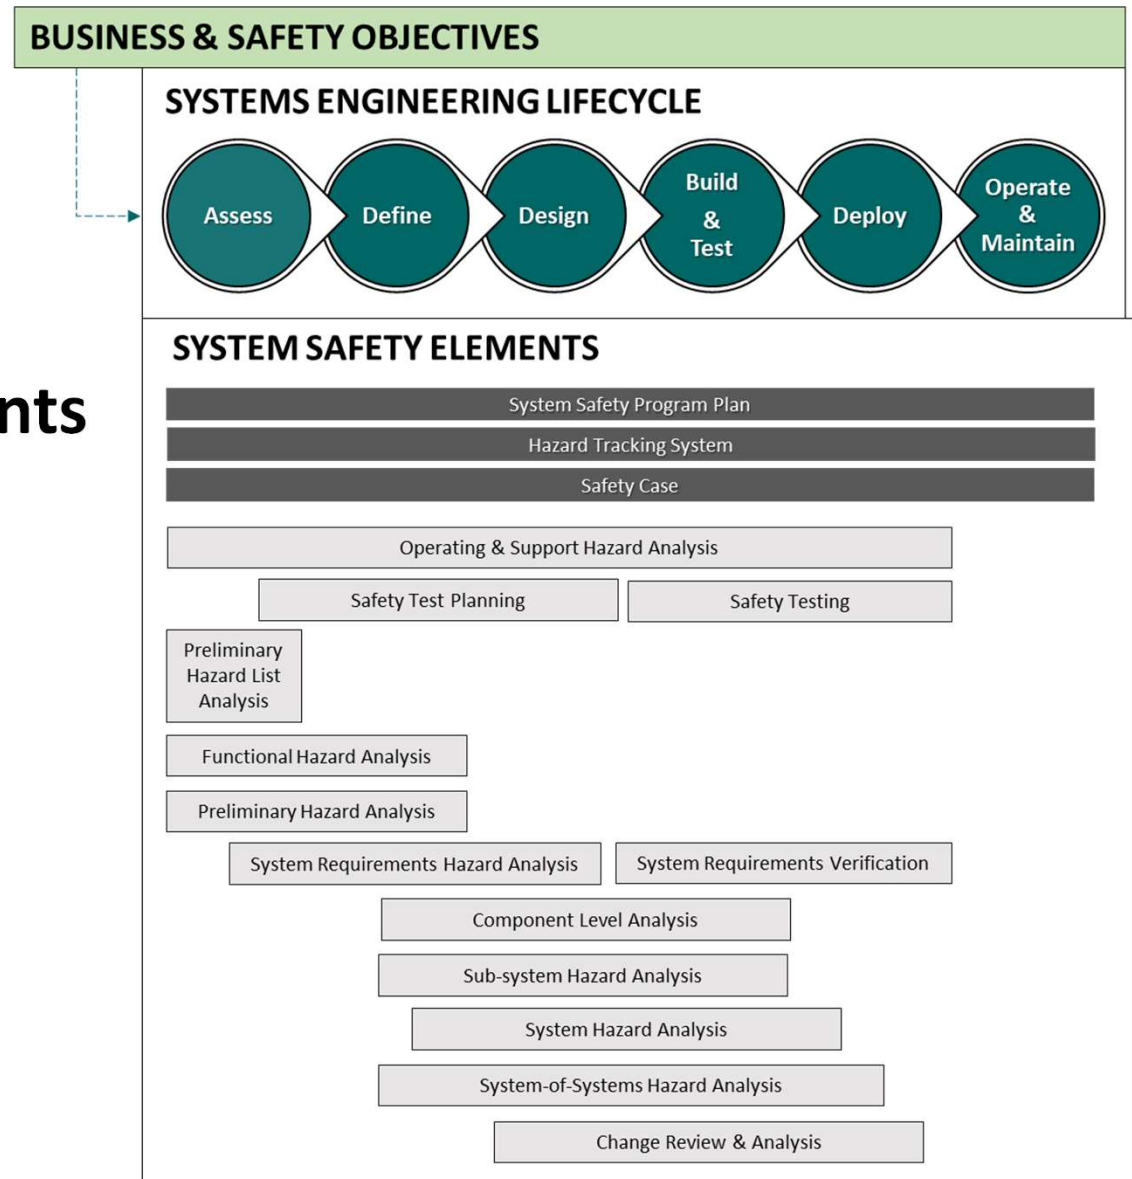 BUSINESS & SAFETY OBJECTIVES
SYSTEMS ENGINEERING LIFECYCLE
Assess
Define
Design
Build
&
Test
Deploy
Operate
&
Maintain
SYSTEM SAFETY ELEMENTS
nts
System Safety Program Plan
Hazard Tracking System
Safety Case
Operating & Support Hazard Analysis
Safety Test Planning
Safety Testing
Preliminary
Hazard List
Analysis
Functional Hazard Analysis
Preliminary Hazard Analysis
System Requirements Hazard Analysis
System Requirements Verification
Component Level Analysis
Sub-system Hazard Analysis
System Hazard Analysis
System-of-Systems Hazard Analysis
Change Review & Analysis